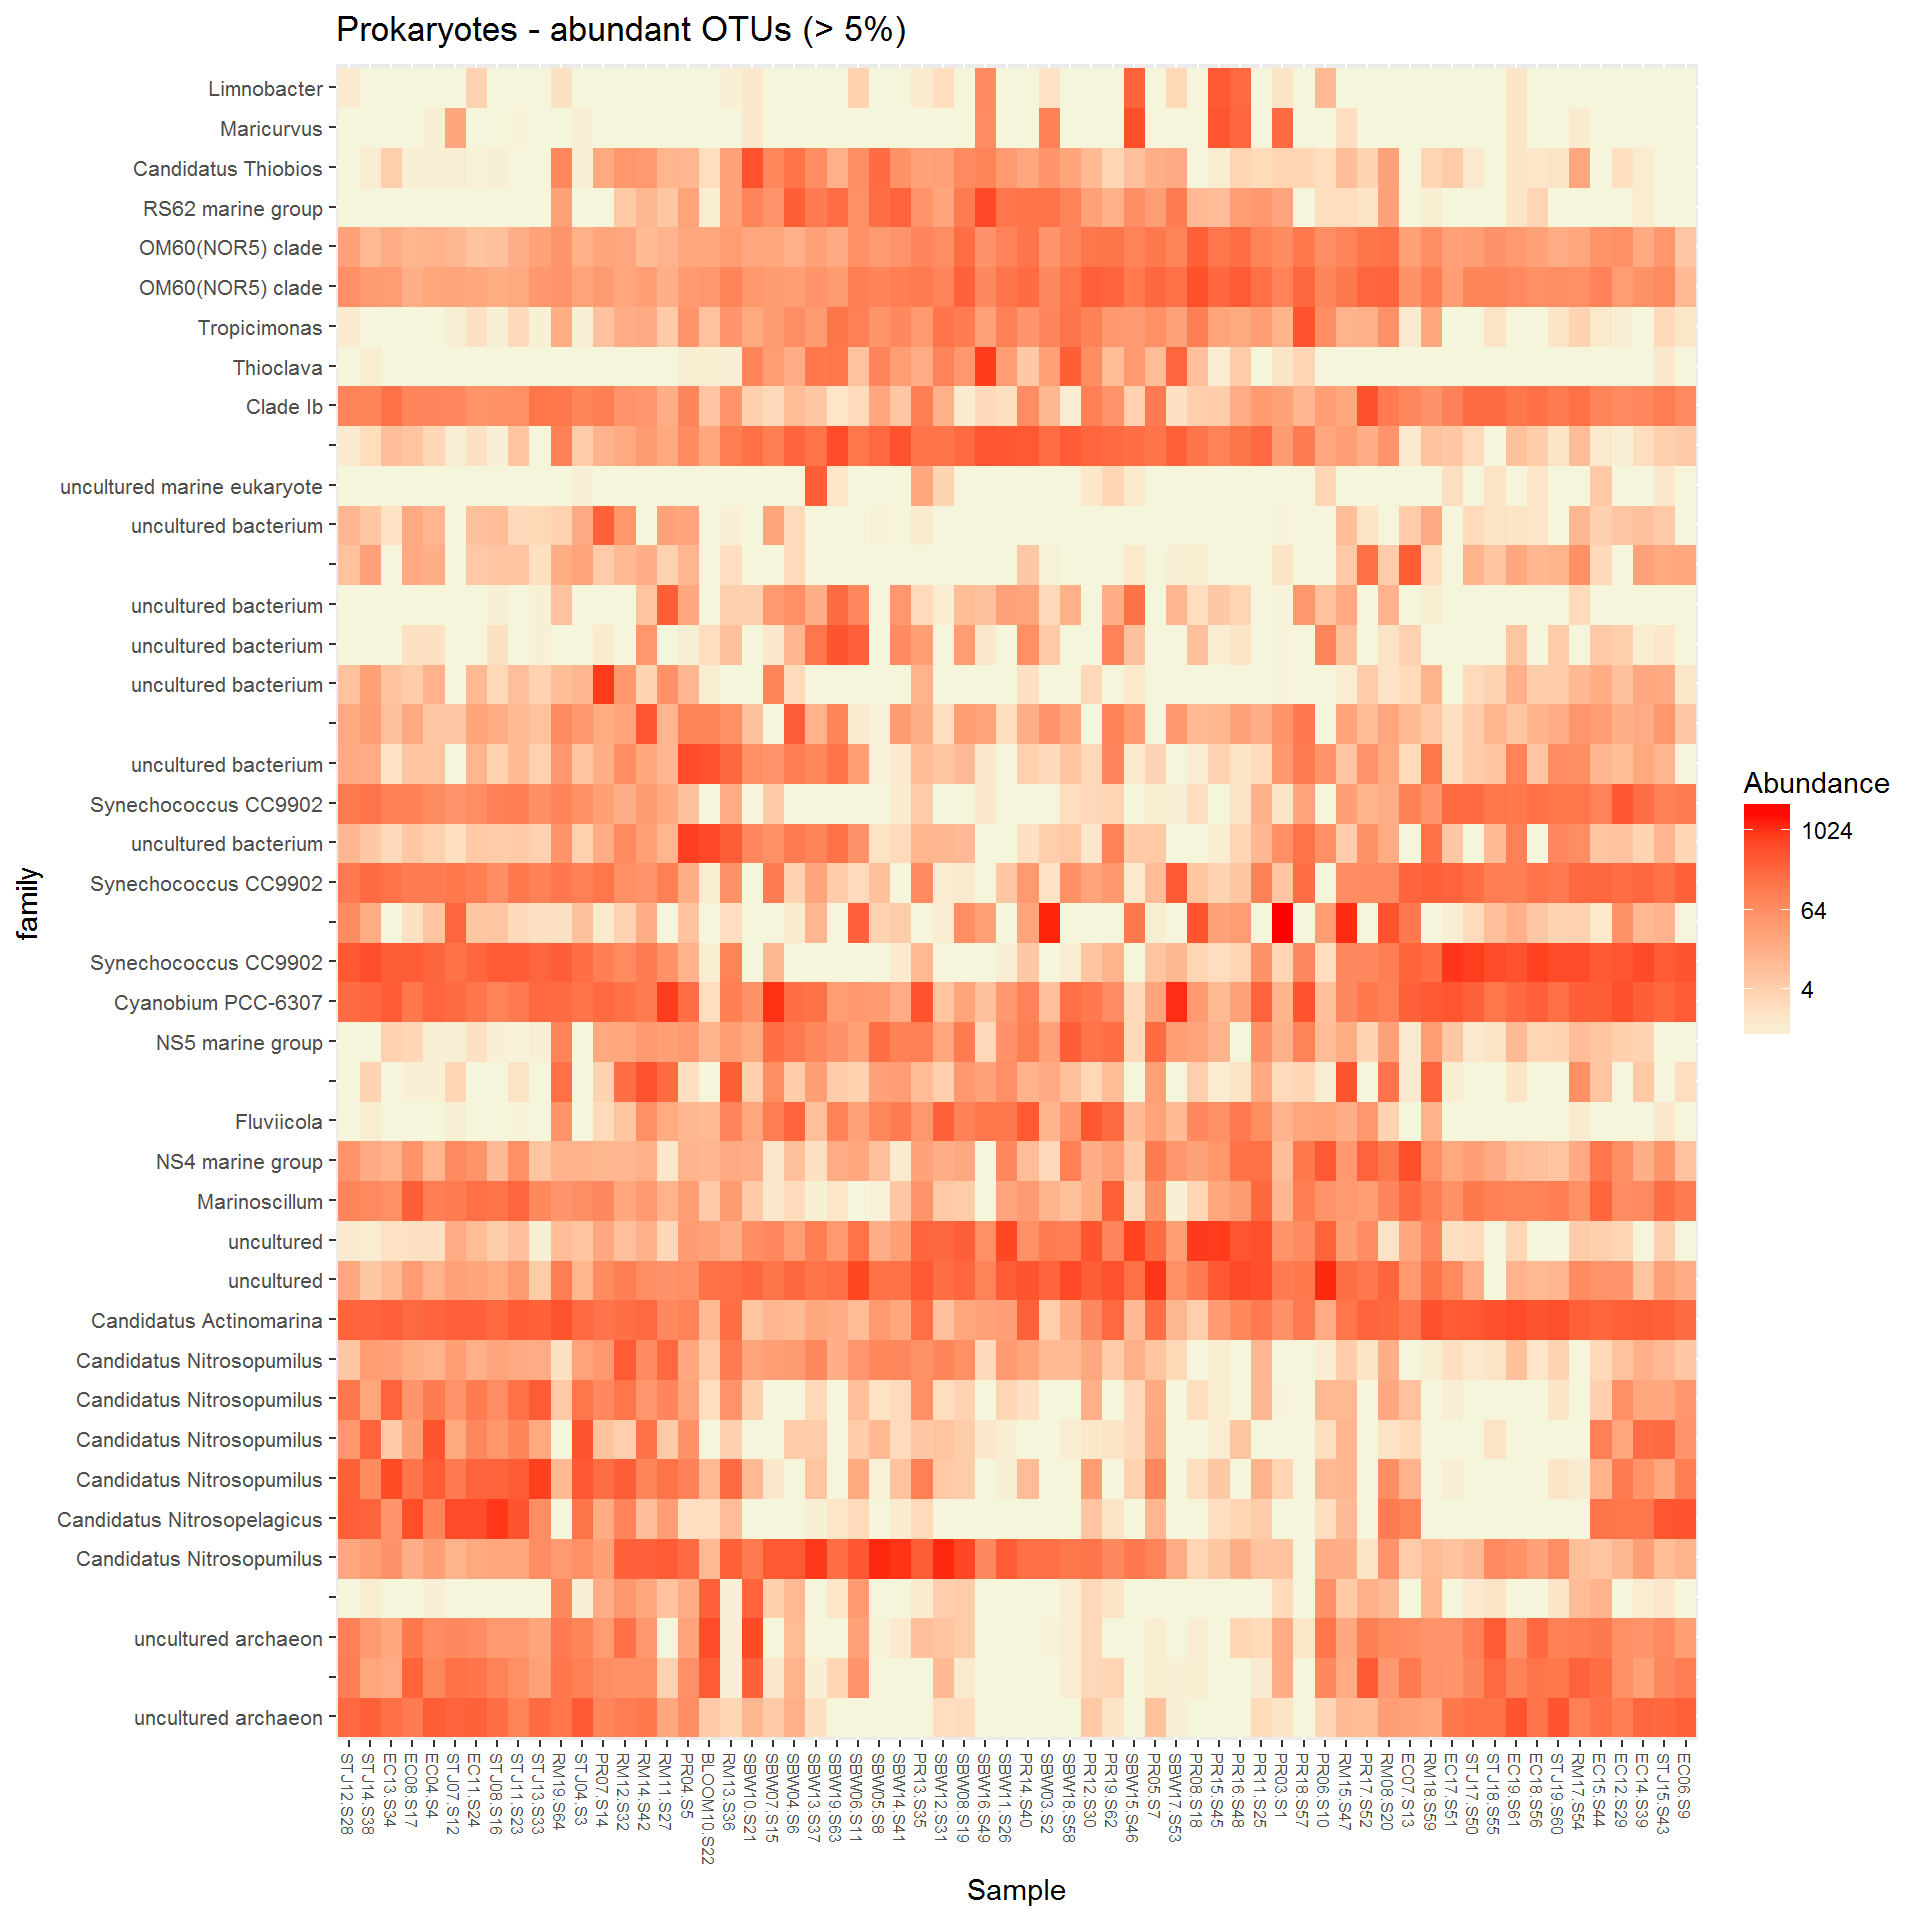 Prokaryotes - abundant OTUs (> 5%)
Limnobacter
Maricurvus
Candidatus Thiobios
RS62 marine group
OM60(NOR5) clade
OM60(NOR5) clade
Tropicimonas
Thioclava
Clade Ib
uncultured marine eukaryote
uncultured bacterium
uncultured bacterium
uncultured bacterium
uncultured bacterium
uncultured bacterium
Synechococcus CC9902
uncultured bacterium
Synechococcus CC9902
Synechococcus CC9902
Cyanobium PCC-6307
NS5 marine group
Fluviicola
NS4 marine group
Marinoscillum
uncultured
uncultured
Candidatus Actinomarina
Candidatus Nitrosopumilus
Candidatus Nitrosopumilus
Candidatus Nitrosopumilus
Candidatus Nitrosopumilus
Candidatus Nitrosopelagicus
Candidatus Nitrosopumilus
uncultured archaeon
uncultured archaeon
family
Abundance
1024
64
4
STJ12.S28
STJ14.S38
EC13.S34
EC08.S17
EC04.S4
STJ07.S12
EC11.S24
STJ08.S16
STJ11.S23
STJ13.S33
RM19.S64
STJ04.S3
PR07.S14
RM12.S32
RM14.S42
RM11.S27
PR04.S5
BLOOM10.S22
RM13.S36
SBW10.S21
SBW07.S15
SBW04.S6
SBW13.S37
SBW19.S63
SBW06.S11
SBW05.S8
SBW14.S41
PR13.S35
SBW12.S31
SBW08.S19
SBW16.S49
SBW11.S26
PR14.S40
SBW03.S2
SBW18.S58
PR12.S30
PR19.S62
SBW15.S46
PR05.S7
SBW17.S53
PR08.S18
PR15.S45
PR16.S48
PR11.S25
PR03.S1
PR18.S57
PR06.S10
RM15.S47
PR17.S52
RM08.S20
EC07.S13
RM18.S59
EC17.S51
STJ17.S50
STJ18.S55
EC19.S61
EC18.S56
STJ19.S60
RM17.S54
EC15.S44
EC12.S29
EC14.S39
STJ15.S43
EC06.S9
Sample